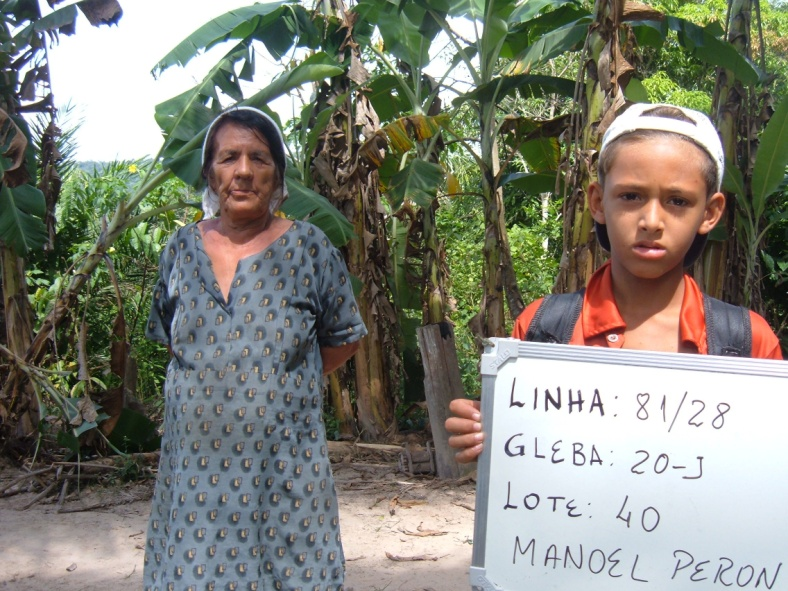 LINHA: 81/28
GLEBA: 20-J
LOTE: 40
MANOEL PERON